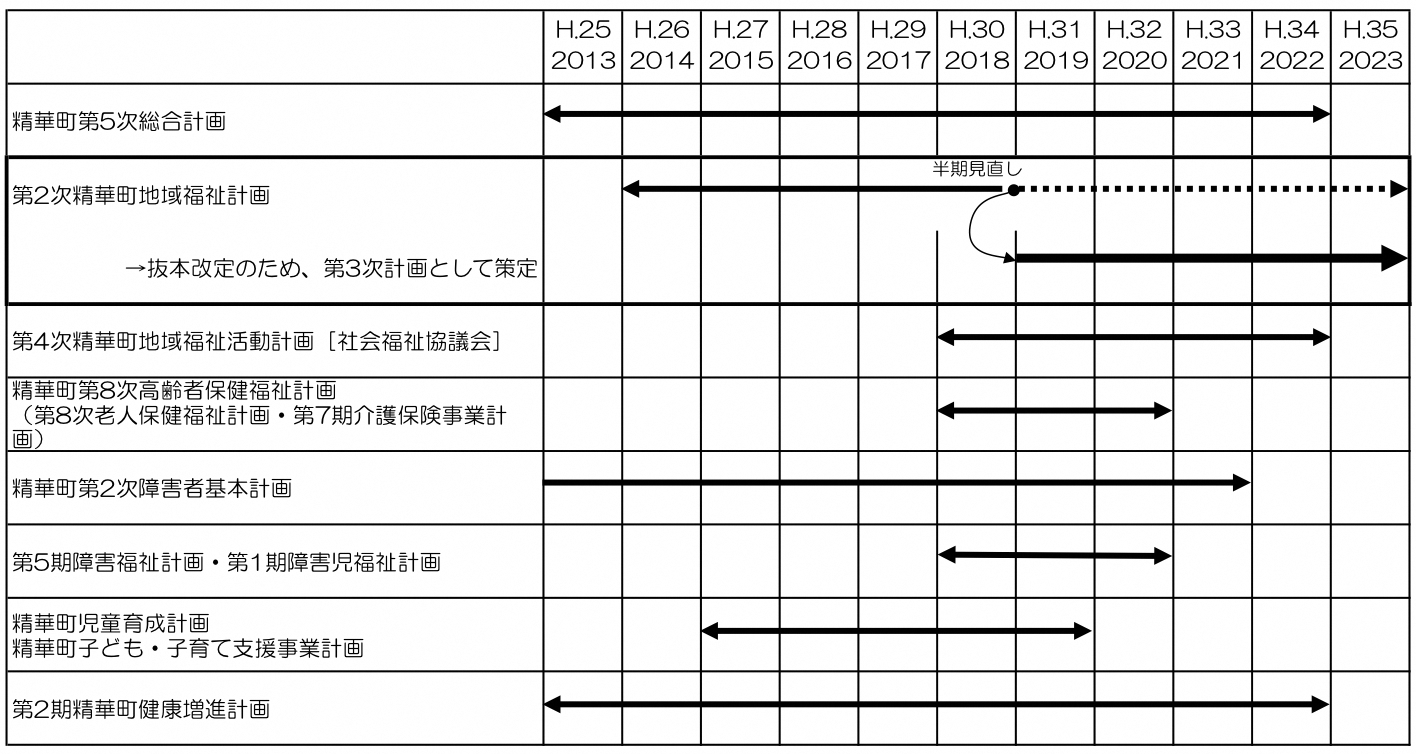 H.25 H.26 H.27 H.28 H.29 H.30 H.31 H.32 H.33 H.34 H.35
2013 2014 2015 2016 2017 2018 2019 2020 2021 2022 2023
精華町第5次総合計画
半期見直し
第2次精華町地域福祉計画
→抜本改定のため、第3次計画として策定
第4次精華町地域福祉活動計画［社会福祉協議会］
精華町第8次高齢者保健福祉計画
（第8次老人保健福祉計画・第7期介護保険事業計
画）
精華町第2次障害者基本計画
第5期障害福祉計画・第1期障害児福祉計画
精華町児童育成計画
精華町子ども・子育て支援事業計画
第2期精華町健康増進計画